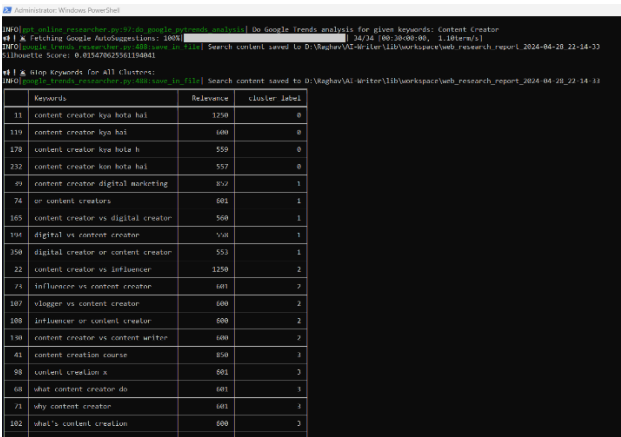 Administrator: Windows PowerShell
INFO|gpt_online_researcher.py:97:do_google_pytrends_analysis| Do Google Trends analysis for given keywords: Content Creator
Fetching Google AutoSuggestions: 100% 34/34 [00:30<00:00, 1.10term/s]
INFO|google_trends_researcher.py:488:save_in_file| Search content saved to D:\Raghav\AI-Writer\lib\workspace\web_research_report_2024-04-28_22-14-33
Silhouette Score: 0.015470625561194041
Keywords for All Clusters:
INFO|google_trends_researcher.py:488:save_in_file| Search content saved to D:\Raghav\AI-Writer\lib\workspace\web_research_report_2024-04-28_22-14-33
Keywords Relevance cluster label
11 content creator kya hota hai 1250 0
119 content creator kya hai 600 0
178 content creator kya hota h 559 0
232 content creator kon hota hai 557 0
39 content creator digital marketing 852 1
74 or content creators 601 1
165 content creator vs digital creator 560 1
194 digital vs content creator 558 1
350 digital creator or content creator 553 1
22 content creator vs influencer 1250 2
73 influencer vs content creator 601 2
107 vlogger vs content creator 600 2
108 influencer or content creator 600 2
130 content creator vs content writer 600 2
41 content creation course 850 3
98 content creation x 601 3
68 what content creator do 601 3
71 why content creator 601 3
102 what's content creation 600 3